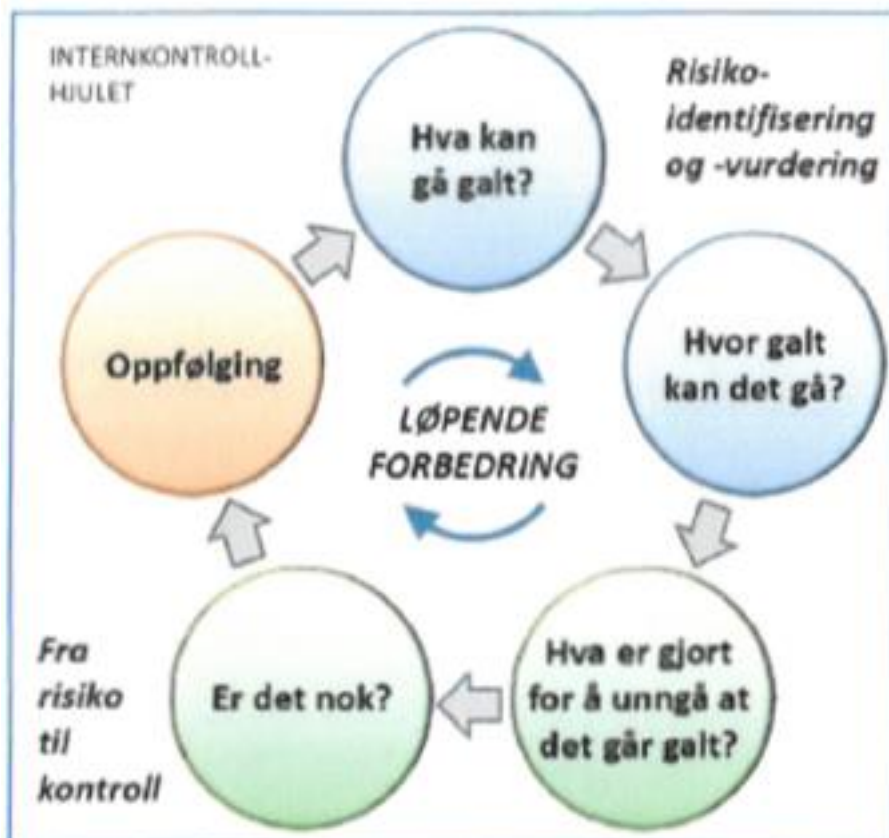 INTERNKONTROLL-
HJULET
Hva kan
gå galt?
Risiko-
identifisering
og -vurdering
Hvor galt
kan det gå?
Oppfølging
LØPENDE
FORBEDRING
Hva er gjort
for å unngå at
det går galt?
Er det nok?
Fra
risiko
til
kontroll